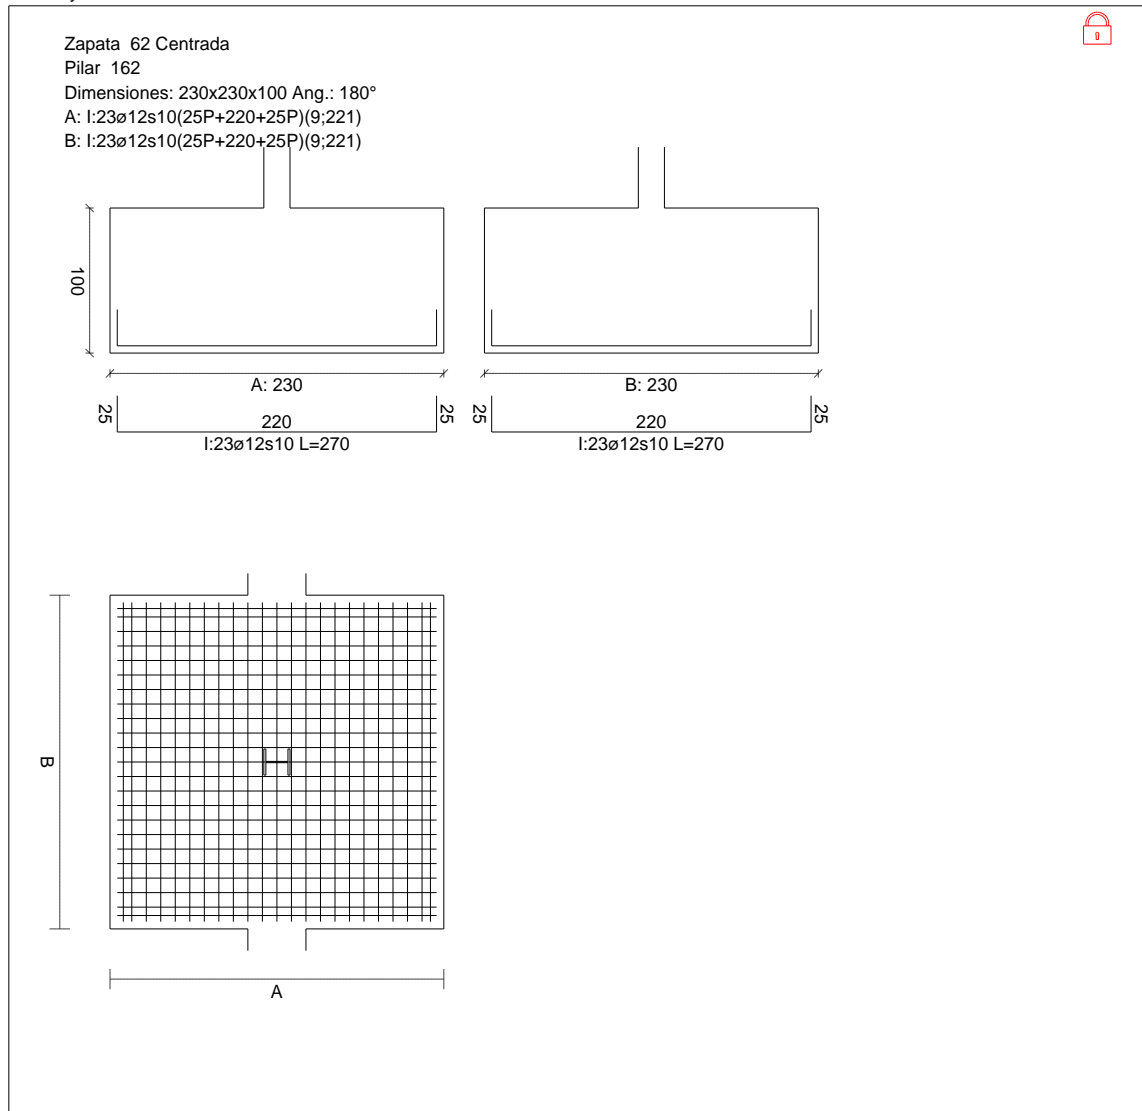 Zapata 62 Centrada
Pilar 162
Dimensiones: 230x230x100 Ang.: 180°
A: I:23ø12s10(25P+220+25P)(9;221)
B: I:23ø12s10(25P+220+25P)(9;221)
100
A: 230
B: 230
25
220
25
I:23ø12s10 L=270
25
220
25
I:23ø12s10 L=270
B
A